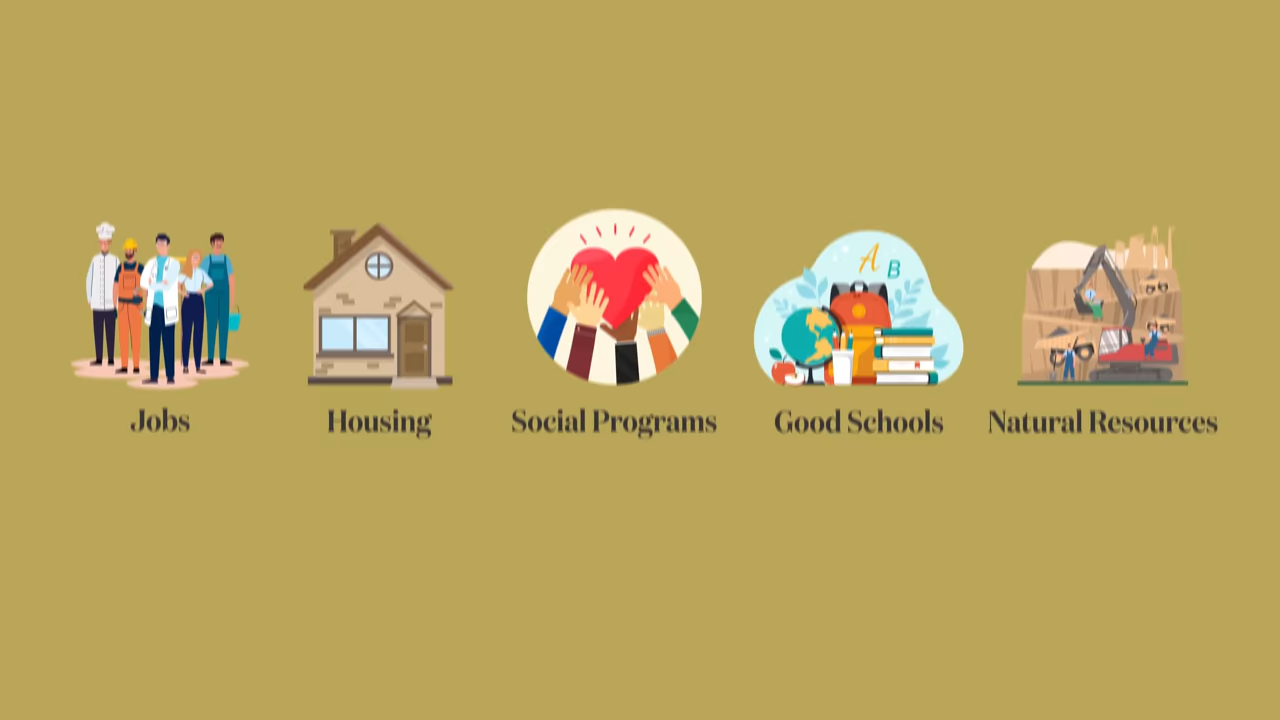 A B
Jobs
Housing
Social Programs
Good Schools
Natural Resources